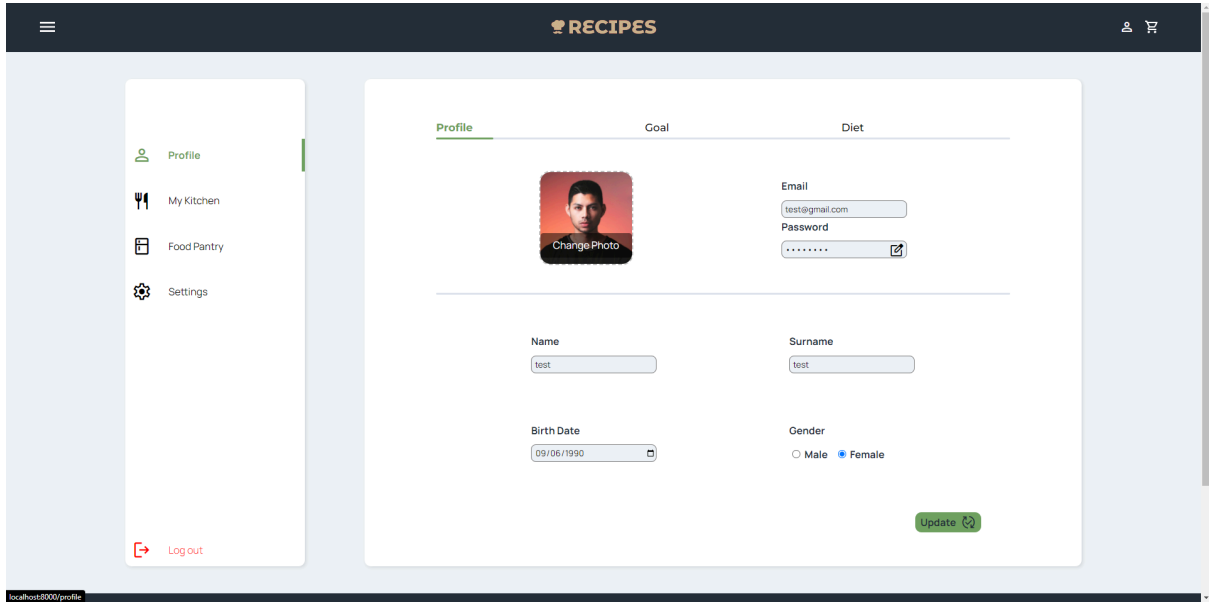 RECIPES
Profile
My Kitchen
Food Pantry
Settings
Log out
Profile Goal Diet
Change Photo
Email
test@gmail.com
Password
········
Name Surname
test test
Birth Date Gender
09/06/1990 Male Female
Update
localhost:8000/profile